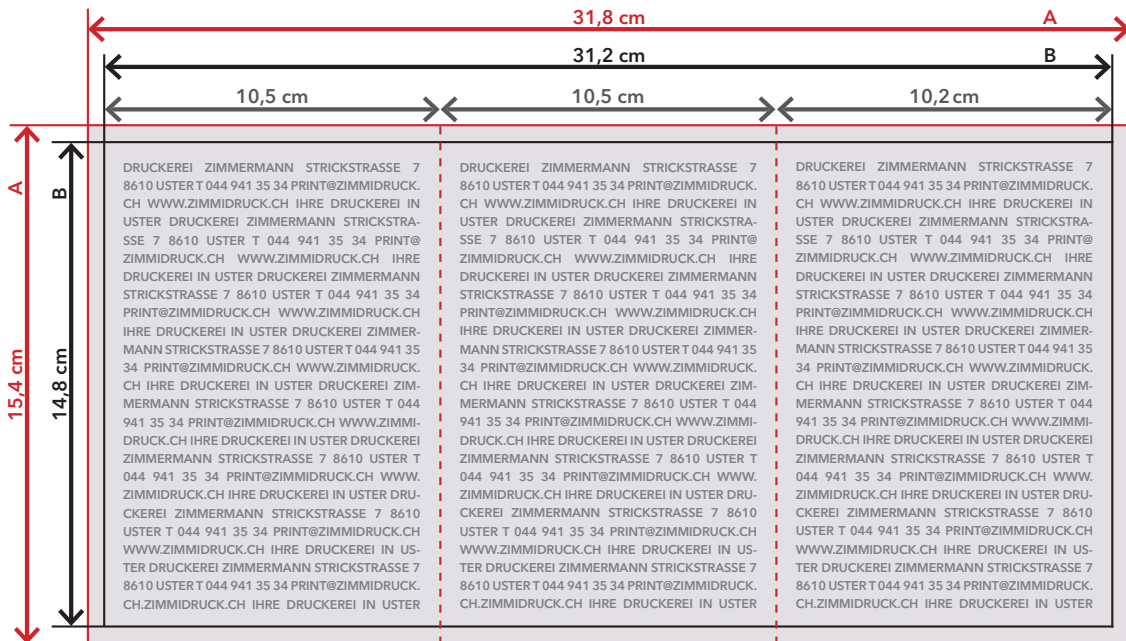 31,8 cm A
31,2 cm B
10,5 cm 10,5 cm 10,2 cm
A
B
15,4 cm
14,8 cm
DRUCKEREI ZIMMERMANN STRICKSTRASSE 7
8610 USTER T 044 941 35 34 PRINT@ZIMMIDRUCK.
CH WWW.ZIMMIDRUCK.CH IHRE DRUCKEREI IN
USTER DRUCKEREI ZIMMERMANN STRICKSTRA-
SSE 7 8610 USTER T 044 941 35 34 PRINT@
ZIMMIDRUCK.CH WWW.ZIMMIDRUCK.CH IHRE
DRUCKEREI IN USTER DRUCKEREI ZIMMERMANN
STRICKSTRASSE 7 8610 USTER T 044 941 35 34
PRINT@ZIMMIDRUCK.CH WWW.ZIMMIDRUCK.CH
IHRE DRUCKEREI IN USTER DRUCKEREI ZIMMER-
MANN STRICKSTRASSE 7 8610 USTER T 044 941 35
34 PRINT@ZIMMIDRUCK.CH WWW.ZIMMIDRUCK.
CH IHRE DRUCKEREI IN USTER DRUCKEREI ZIM-
MERMANN STRICKSTRASSE 7 8610 USTER T 044
941 35 34 PRINT@ZIMMIDRUCK.CH WWW.ZIMMI-
DRUCK.CH IHRE DRUCKEREI IN USTER DRUCKEREI
ZIMMERMANN STRICKSTRASSE 7 8610 USTER T
044 941 35 34 PRINT@ZIMMIDRUCK.CH WWW.
ZIMMIDRUCK.CH IHRE DRUCKEREI IN USTER DRU-
CKEREI ZIMMERMANN STRICKSTRASSE 7 8610
USTER T 044 941 35 34 PRINT@ZIMMIDRUCK.CH
WWW.ZIMMIDRUCK.CH IHRE DRUCKEREI IN US-
TER DRUCKEREI ZIMMERMANN STRICKSTRASSE 7
8610 USTER T 044 941 35 34 PRINT@ZIMMIDRUCK.
CH.ZIMMIDRUCK.CH IHRE DRUCKEREI IN USTER
DRUCKEREI ZIMMERMANN STRICKSTRASSE 7
8610 USTER T 044 941 35 34 PRINT@ZIMMIDRUCK.
CH WWW.ZIMMIDRUCK.CH IHRE DRUCKEREI IN
USTER DRUCKEREI ZIMMERMANN STRICKSTRA-
SSE 7 8610 USTER T 044 941 35 34 PRINT@
ZIMMIDRUCK.CH WWW.ZIMMIDRUCK.CH IHRE
DRUCKEREI IN USTER DRUCKEREI ZIMMERMANN
STRICKSTRASSE 7 8610 USTER T 044 941 35 34
PRINT@ZIMMIDRUCK.CH WWW.ZIMMIDRUCK.CH
IHRE DRUCKEREI IN USTER DRUCKEREI ZIMMER-
MANN STRICKSTRASSE 7 8610 USTER T 044 941 35
34 PRINT@ZIMMIDRUCK.CH WWW.ZIMMIDRUCK.
CH IHRE DRUCKEREI IN USTER DRUCKEREI ZIM-
MERMANN STRICKSTRASSE 7 8610 USTER T 044
941 35 34 PRINT@ZIMMIDRUCK.CH WWW.ZIMMI-
DRUCK.CH IHRE DRUCKEREI IN USTER DRUCKEREI
ZIMMERMANN STRICKSTRASSE 7 8610 USTER T
044 941 35 34 PRINT@ZIMMIDRUCK.CH WWW.
ZIMMIDRUCK.CH IHRE DRUCKEREI IN USTER DRU-
CKEREI ZIMMERMANN STRICKSTRASSE 7 8610
USTER T 044 941 35 34 PRINT@ZIMMIDRUCK.CH
WWW.ZIMMIDRUCK.CH IHRE DRUCKEREI IN US-
TER DRUCKEREI ZIMMERMANN STRICKSTRASSE 7
8610 USTER T 044 941 35 34 PRINT@ZIMMIDRUCK.
CH.ZIMMIDRUCK.CH IHRE DRUCKEREI IN USTER
DRUCKEREI ZIMMERMANN STRICKSTRASSE 7
8610 USTER T 044 941 35 34 PRINT@ZIMMIDRUCK.
CH WWW.ZIMMIDRUCK.CH IHRE DRUCKEREI IN
USTER DRUCKEREI ZIMMERMANN STRICKSTRA-
SSE 7 8610 USTER T 044 941 35 34 PRINT@
ZIMMIDRUCK.CH WWW.ZIMMIDRUCK.CH IHRE
DRUCKEREI IN USTER DRUCKEREI ZIMMERMANN
STRICKSTRASSE 7 8610 USTER T 044 941 35 34
PRINT@ZIMMIDRUCK.CH WWW.ZIMMIDRUCK.CH
IHRE DRUCKEREI IN USTER DRUCKEREI ZIMMER-
MANN STRICKSTRASSE 7 8610 USTER T 044 941 35
34 PRINT@ZIMMIDRUCK.CH WWW.ZIMMIDRUCK.
CH IHRE DRUCKEREI IN USTER DRUCKEREI ZIM-
MERMANN STRICKSTRASSE 7 8610 USTER T 044
941 35 34 PRINT@ZIMMIDRUCK.CH WWW.ZIMMI-
DRUCK.CH IHRE DRUCKEREI IN USTER DRUCKEREI
ZIMMERMANN STRICKSTRASSE 7 8610 USTER T
044 941 35 34 PRINT@ZIMMIDRUCK.CH WWW.
ZIMMIDRUCK.CH IHRE DRUCKEREI IN USTER DRU-
CKEREI ZIMMERMANN STRICKSTRASSE 7 8610
USTER T 044 941 35 34 PRINT@ZIMMIDRUCK.CH
WWW.ZIMMIDRUCK.CH IHRE DRUCKEREI IN US-
TER DRUCKEREI ZIMMERMANN STRICKSTRASSE 7
8610 USTER T 044 941 35 34 PRINT@ZIMMIDRUCK.
CH.ZIMMIDRUCK.CH IHRE DRUCKEREI IN USTER